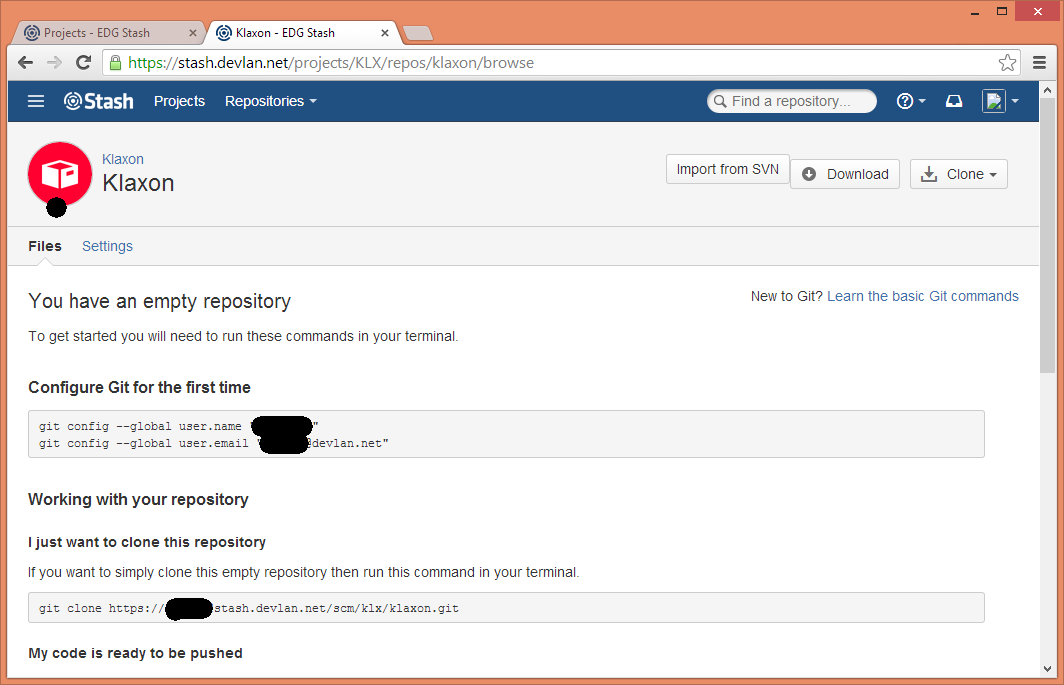 Projects - EDG Stash
Klaxon - EDG Stash
https://stash.devlan.net/projects/KLX/repos/klaxon/browse
Stash Projects Repositories Find a repository...
Klaxon
Klaxon
Import from SVN Download Clone
Files Settings
You have an empty repository
New to Git? Learn the basic Git commands
To get started you will need to run these commands in your terminal.
Configure Git for the first time
git config --global user.name " "
git config --global user.email " @devlan.net"
Working with your repository
I just want to clone this repository
If you want to simply clone this empty repository then run this command in your terminal.
git clone https:// stash.devlan.net/scm/klx/klaxon.git
My code is ready to be pushed